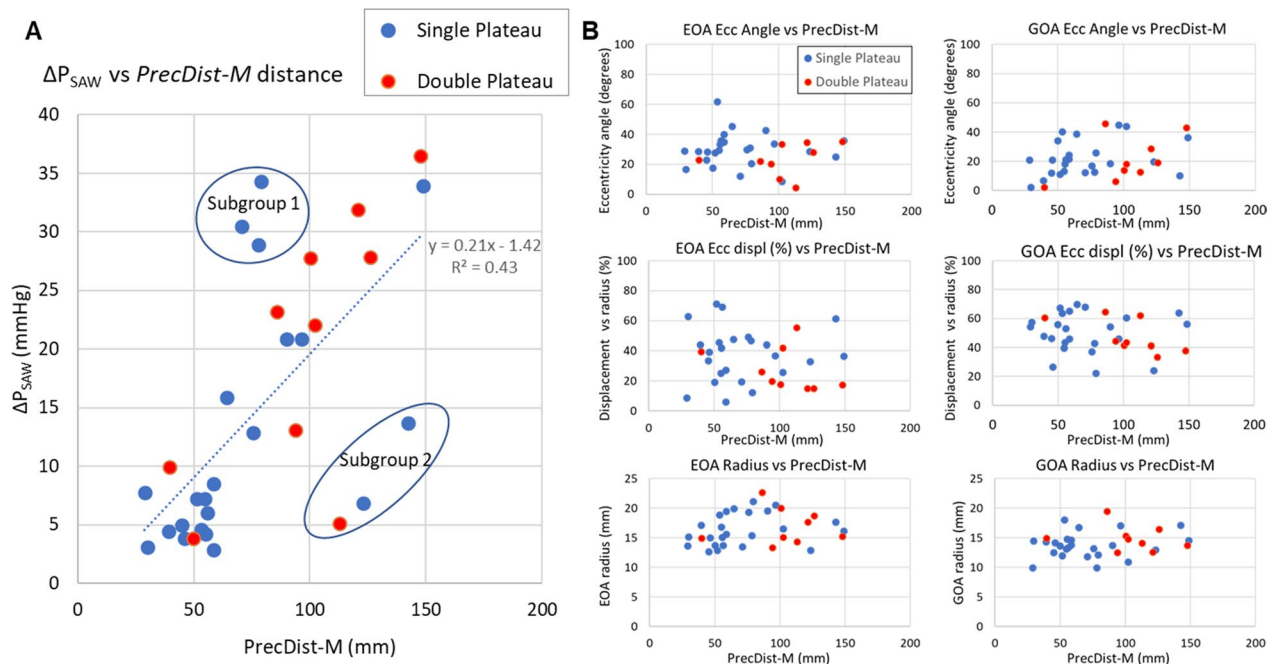 A
Single Plateau
Double Plateau
ΔPSAW vs PrecDist-M distance
40
35
30
25
20
15
10
5
0
ΔPSAW (mmHg)
Subgroup 1
y = 0.21x - 1.42
R² = 0.43
Subgroup 2
0 50 100 150 200
PrecDist-M (mm)
B
EOA Ecc Angle vs PrecDist-M
Eccentricity angle (degrees)
100
80
60
40
20
0
Single Plateau
Double Plateau
0 50 100 150 200
PrecDist-M (mm)
GOA Ecc Angle vs PrecDist-M
Eccentricity angle (degrees)
100
80
60
40
20
0
0 50 100 150 200
PrecDist-M (mm)
EOA Ecc displ (%) vs PrecDist-M
Displacement vs radius (%)
100
80
60
40
20
0
0 50 100 150 200
PrecDist-M (mm)
GOA Ecc displ (%) vs PrecDist-M
Displacement vs radius (%)
100
80
60
40
20
0
0 50 100 150 200
PrecDist-M (mm)
EOA Radius vs PrecDist-M
EOA radius (mm)
25
20
15
10
5
0
0 50 100 150 200
PrecDist-M (mm)
GOA Radius vs PrecDist-M
GOA radius (mm)
25
20
15
10
5
0
0 50 100 150 200
PrecDist-M (mm)